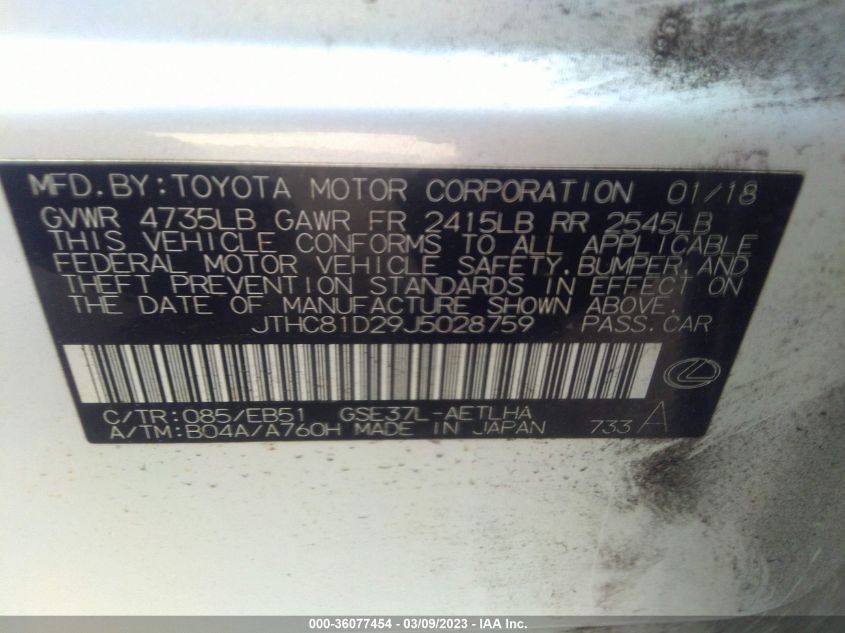 MFD. BY: TOYOTA MOTOR CORPORATION 01/18
GVWR 4735LB GAWR FR 2415LB RR 2545LB
THIS VEHICLE CONFORMS TO ALL APPLICABLE
FEDERAL MOTOR VEHICLE SAFETY, BUMPER, AND
THEFT PREVENTION STANDARDS IN EFFECT ON
THE DATE OF MANUFACTURE SHOWN ABOVE.
JTHC81D29J5028759 PASS. CAR
C/TR: 085/EB51 GSE37L-AETLHA
A/TM: B04A/A760H MADE IN JAPAN 733 A
000-36077454 - 03/09/2023 - IAA Inc.